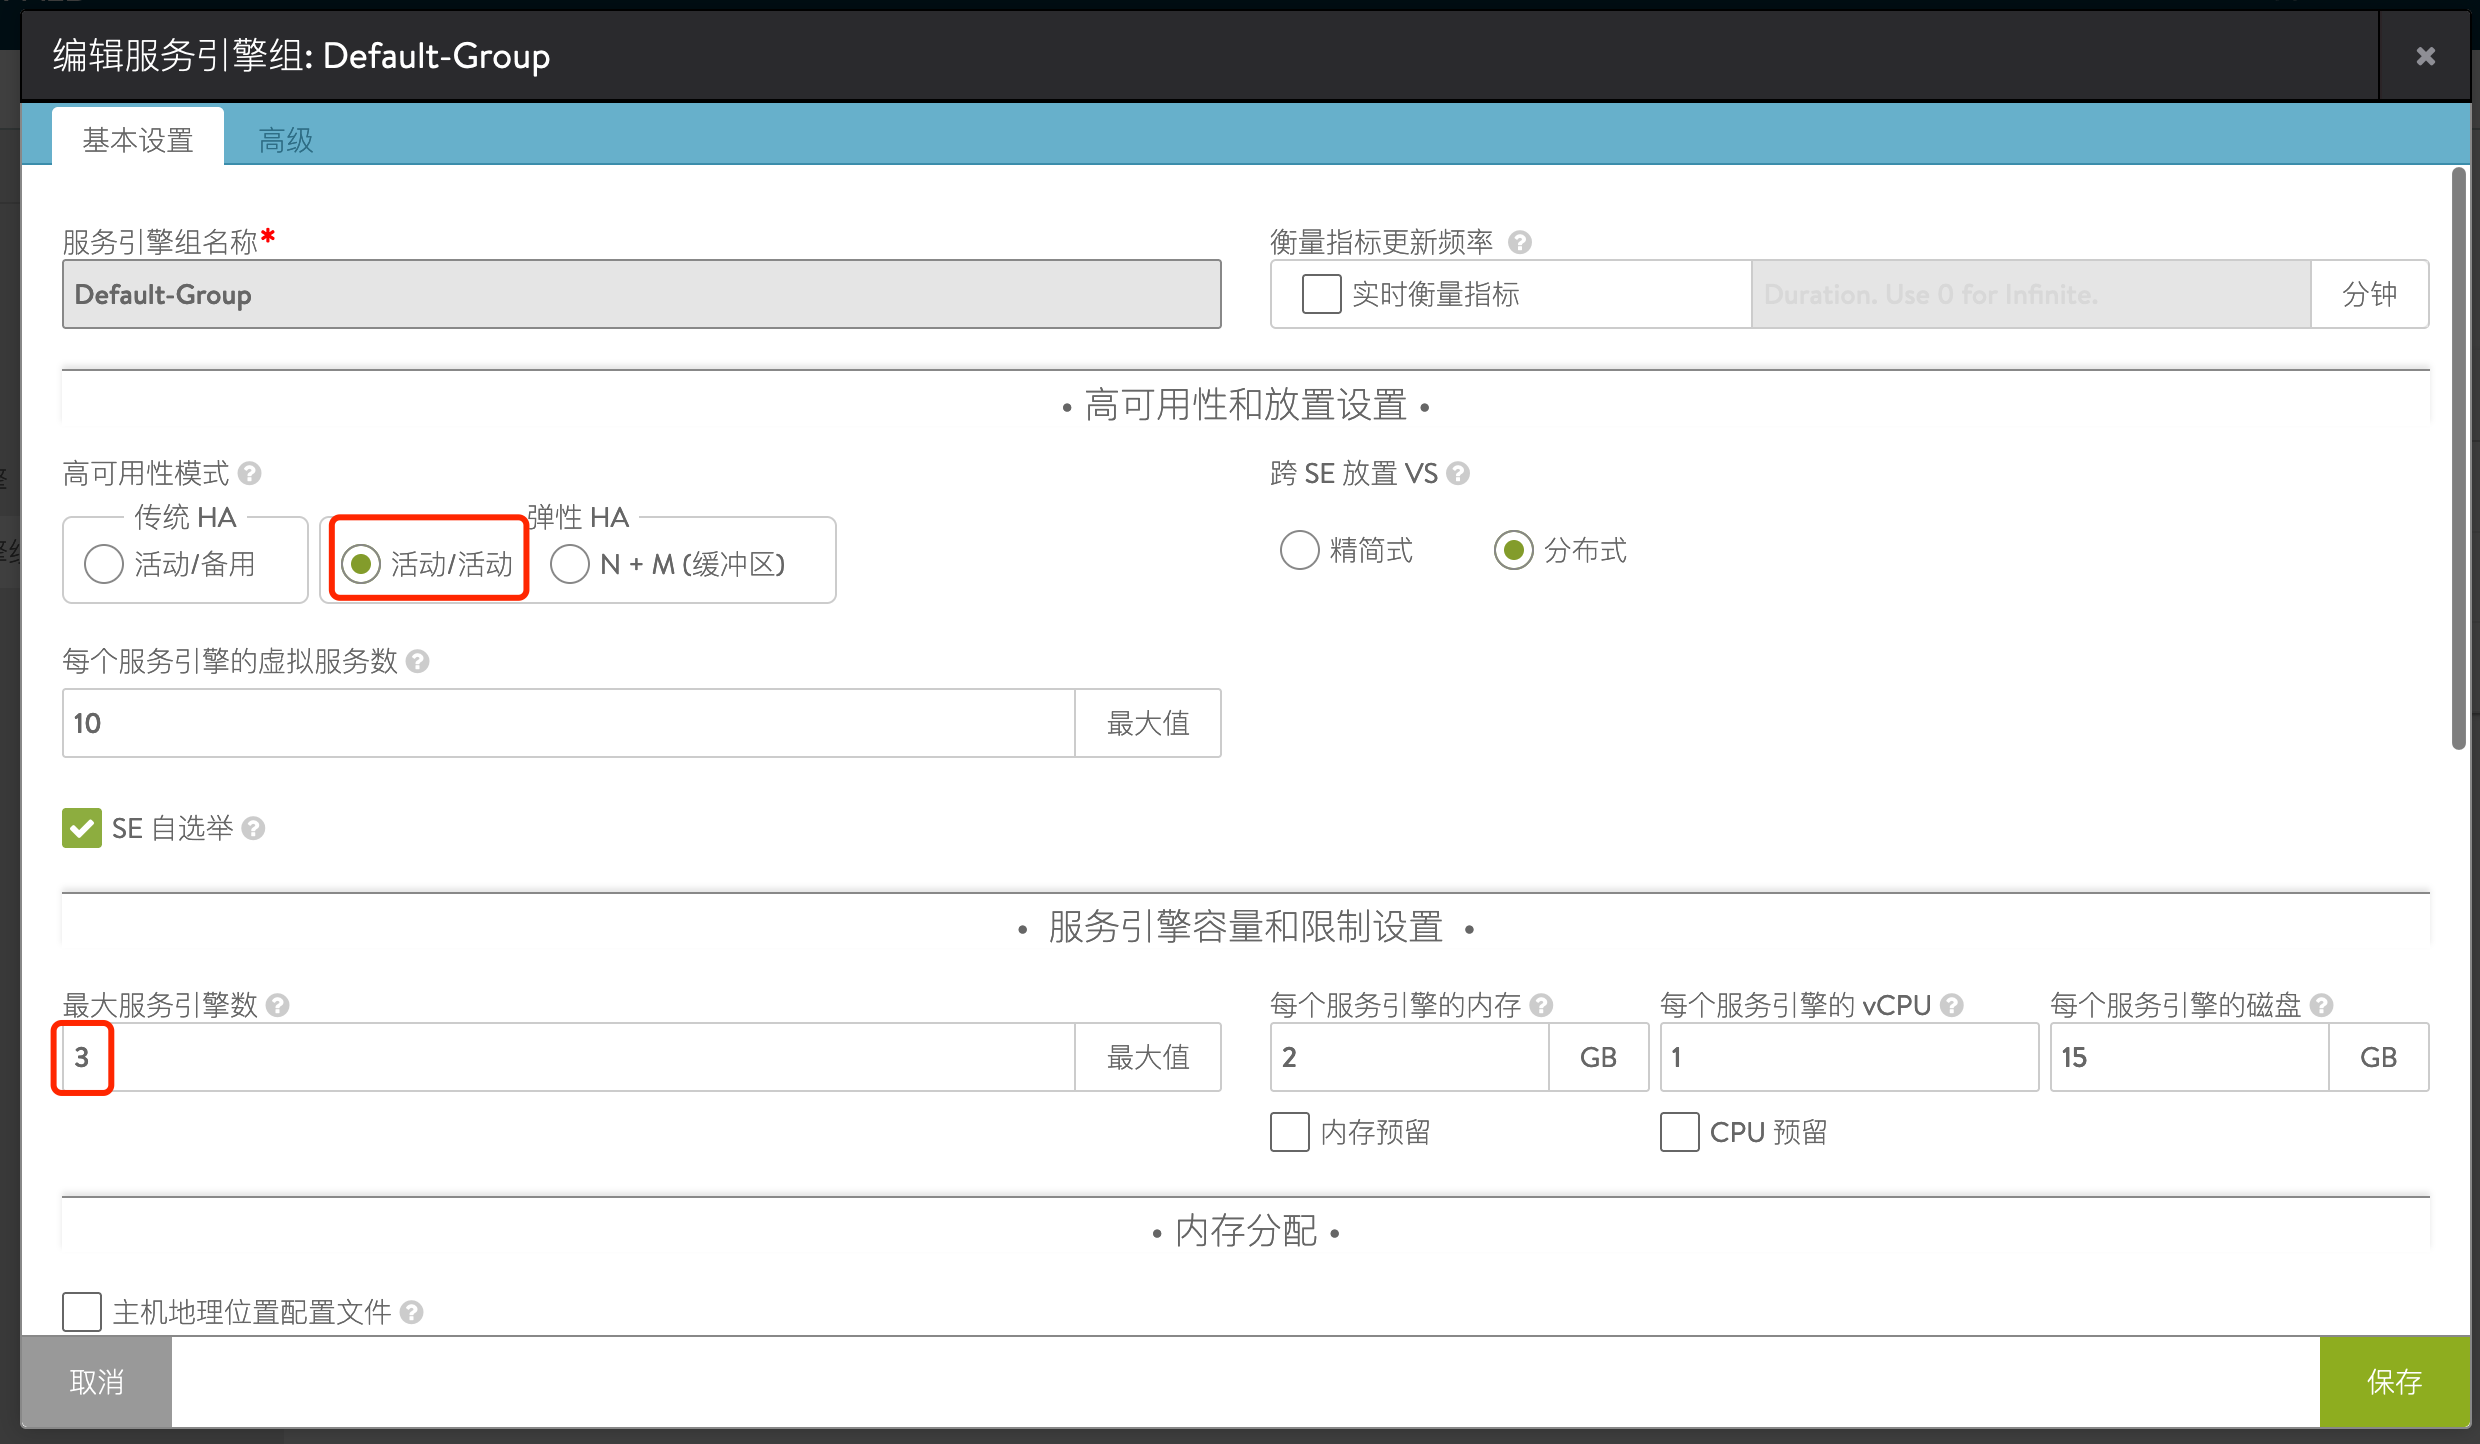 编辑服务引擎组: Default-Group
基本设置
高级
服务引擎组名称*
Default-Group
衡量指标更新频率
实时衡量指标
Duration. Use 0 for Infinite.
分钟
• 高可用性和放置设置 •
高可用性模式
传统 HA
活动/备用
弹性 HA
活动/活动
N + M (缓冲区)
跨 SE 放置 VS
精简式
分布式
每个服务引擎的虚拟服务数
10
最大值
SE 自选举
• 服务引擎容量和限制设置 •
最大服务引擎数
3
最大值
每个服务引擎的内存
2
GB
内存预留
每个服务引擎的 vCPU
1
CPU 预留
每个服务引擎的磁盘
15
GB
• 内存分配 •
主机地理位置配置文件
取消
保存